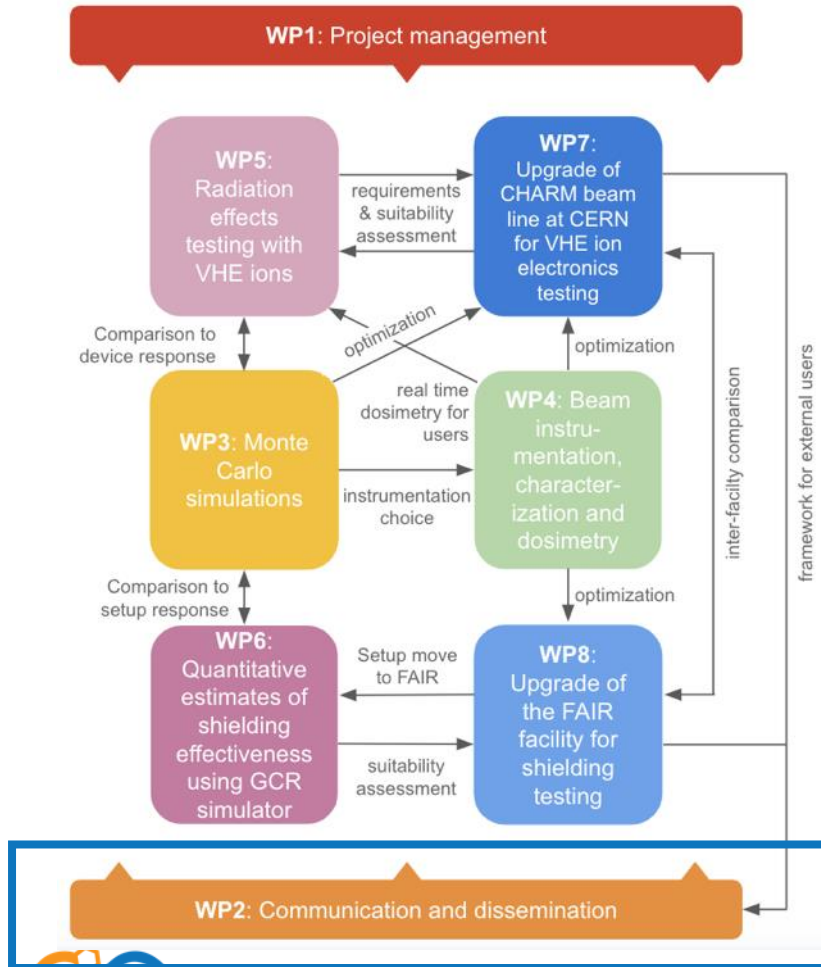 WP1: Project management
WP5:
Radiation
effects
testing with
VHE ions
requirements
& suitability
assessment
WP7:
Upgrade of
CHARM beam
line at CERN
for VHE ion
electronics
testing
Comparison to
device response
optimization
optimization
real time
dosimetry for
users
WP3: Monte
Carlo
simulations
instrumentation
choice
WP4: Beam
instru-
mentation,
character-
ization and
dosimetry
inter-facilty comparison
framework for external users
Comparison to
setup response
optimization
WP6:
Quantitative
estimates of
shielding
effectiveness
using GCR
simulator
Setup move
to FAIR
suitability
assessment
WP8:
Upgrade of
the FAIR
facility for
shielding
testing
WP2: Communication and dissemination